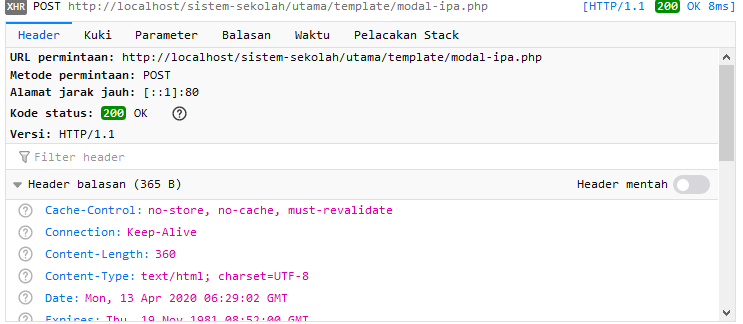 XHR POST http://localhost/sistem-sekolah/utama/template/modal-ipa.php [HTTP/1.1 200 OK 8ms]
Header Kuki Parameter Balasan Waktu Pelacakan Stack
URL permintaan: http://localhost/sistem-sekolah/utama/template/modal-ipa.php
Metode permintaan: POST
Alamat jarak jauh: [::1]:80
Kode status: 200 OK ?
Versi: HTTP/1.1
Filter header
Header balasan (365 B) Header mentah
? Cache-Control: no-store, no-cache, must-revalidate
? Connection: Keep-Alive
? Content-Length: 360
? Content-Type: text/html; charset=UTF-8
? Date: Mon, 13 Apr 2020 06:29:02 GMT
? Expires: Thu, 19 Nov 1981 08:52:00 GMT